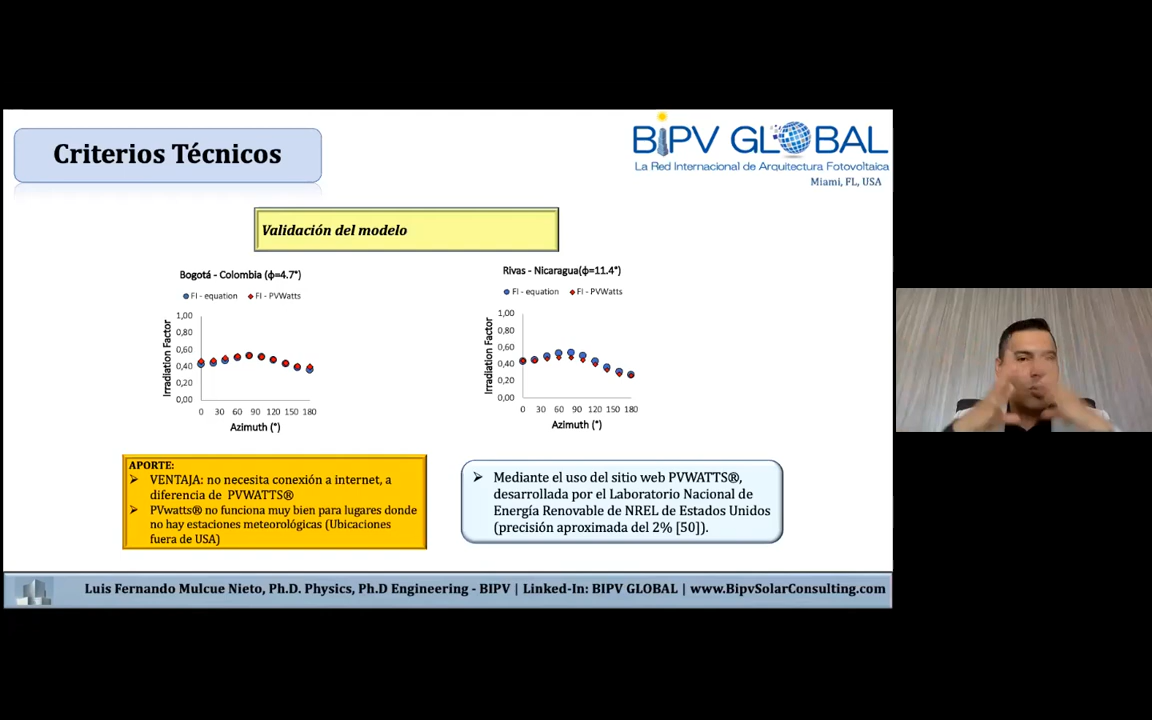 Criterios Técnicos
BIPV GLOBAL
La Red Internacional de Arquitectura Fotovoltaica
Miami, FL, USA
Validación del modelo
Bogotá - Colombia (ϕ=4.7°)
FI - equation FI - PVWatts
Irradiation Factor
1,00
0,80
0,60
0,40
0,20
0,00
0 30 60 90 120 150 180
Azimuth (°)
Rivas - Nicaragua(ϕ=11.4°)
FI - equation FI - PVWatts
Irradiation Factor
1,00
0,80
0,60
0,40
0,20
0,00
0 30 60 90 120 150 180
Azimuth (°)
APORTE:
➢ VENTAJA: no necesita conexión a internet, a
diferencia de PVWATTS®
➢ PVwatts® no funciona muy bien para lugares donde
no hay estaciones meteorológicas (Ubicaciones
fuera de USA)
➢ Mediante el uso del sitio web PVWATTS®,
desarrollada por el Laboratorio Nacional de
Energía Renovable de NREL de Estados Unidos
(precisión aproximada del 2% [50]).
Luis Fernando Mulcue Nieto, Ph.D. Physics, Ph.D Engineering - BIPV | Linked-In: BIPV GLOBAL | www.BipvSolarConsulting.com